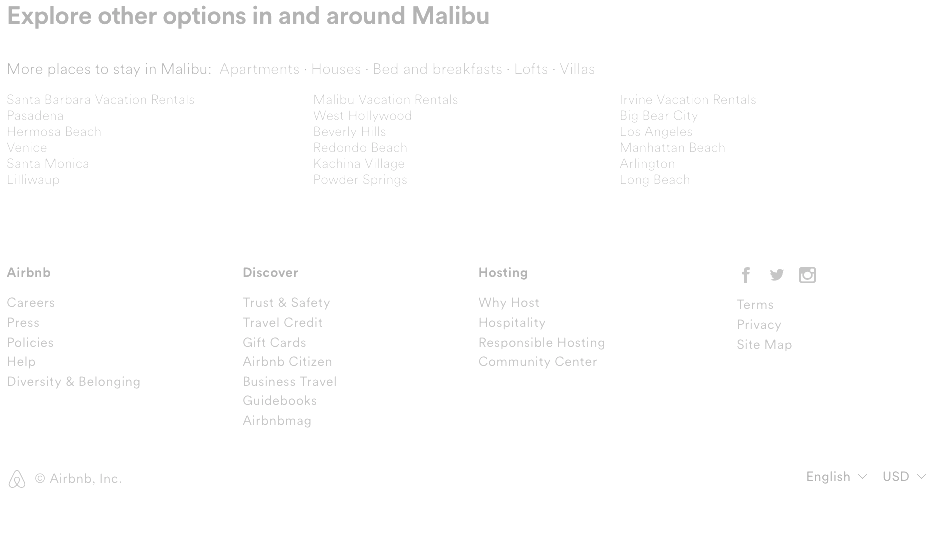 Explore other options in and around Malibu
More places to stay in Malibu: Apartments · Houses · Bed and breakfasts · Lofts · Villas
Santa Barbara Vacation Rentals
Pasadena
Hermosa Beach
Venice
Santa Monica
Lilliwaup
Malibu Vacation Rentals
West Hollywood
Beverly Hills
Redondo Beach
Kachina Village
Powder Springs
Irvine Vacation Rentals
Big Bear City
Los Angeles
Manhattan Beach
Arlington
Long Beach
Airbnb
Careers
Press
Policies
Help
Diversity & Belonging
Discover
Trust & Safety
Travel Credit
Gift Cards
Airbnb Citizen
Business Travel
Guidebooks
Airbnbmag
Hosting
Why Host
Hospitality
Responsible Hosting
Community Center
Terms
Privacy
Site Map
© Airbnb, Inc.
English
USD